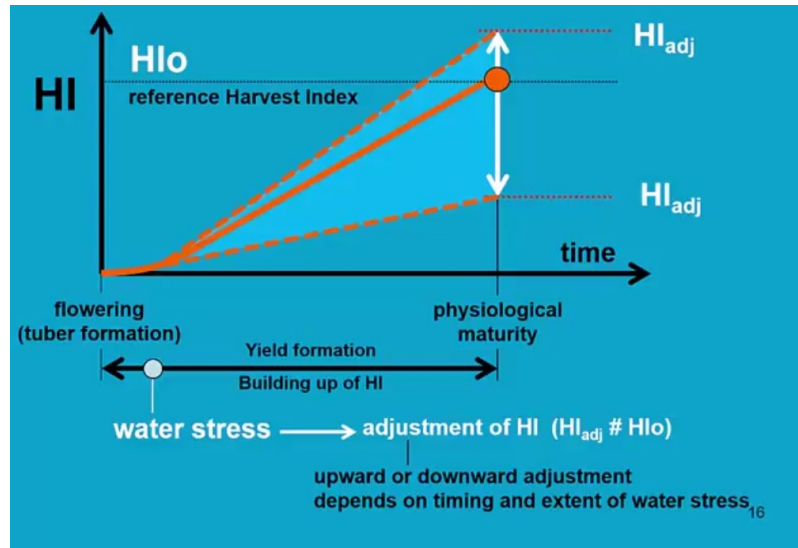 HIo
HI
reference Harvest Index
HIadj
HIadj
time
flowering
(tuber formation)
physiological
maturity
Yield formation
Building up of HI
water stress
adjustment of HI (HIadj # HIo)
upward or downward adjustment
depends on timing and extent of water stress
16